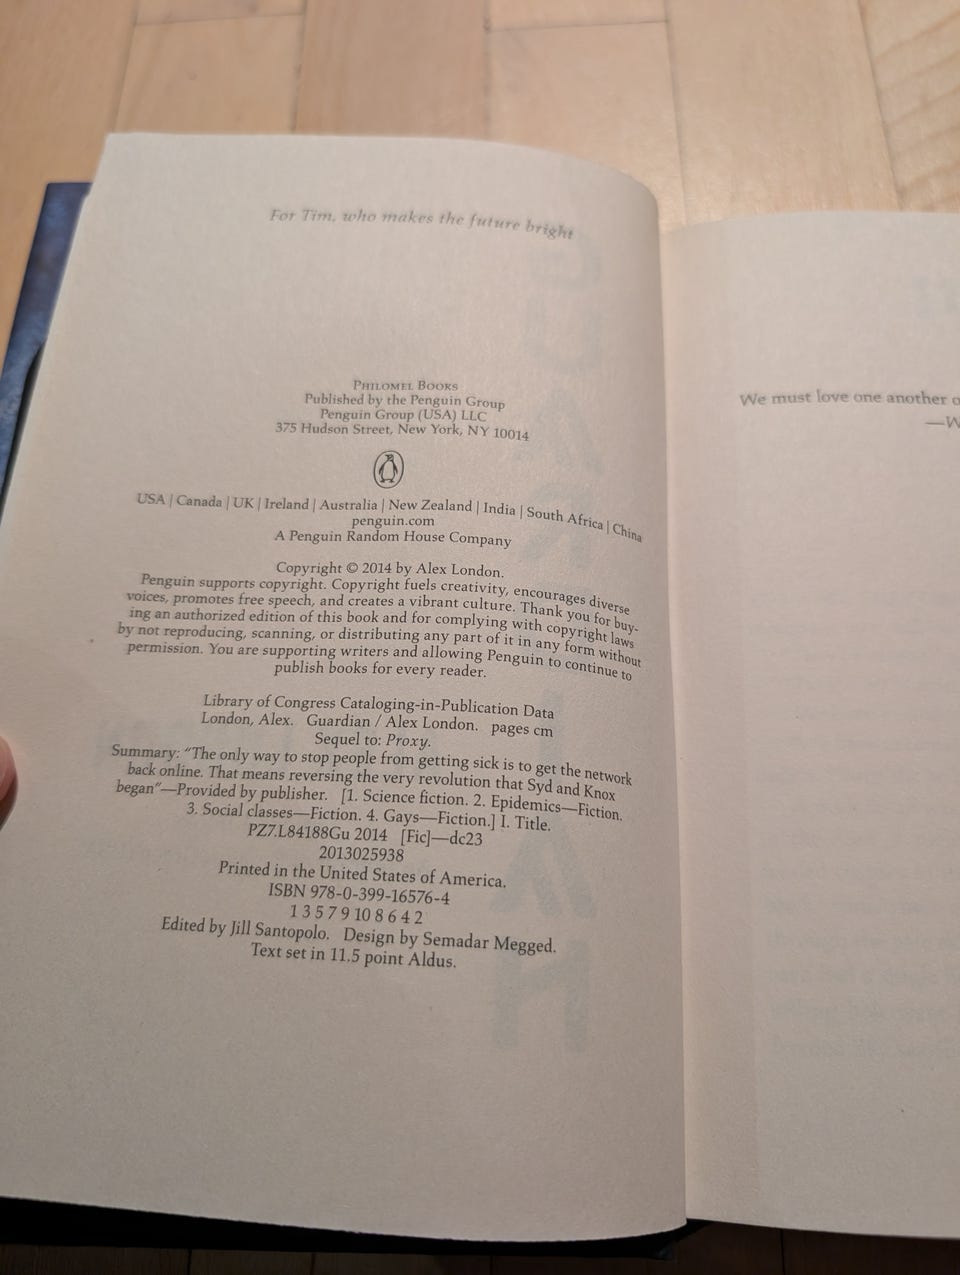 For Tim, who makes the future bright
PHILOMEL BOOKS
Published by the Penguin Group
Penguin Group (USA) LLC
375 Hudson Street, New York, NY 10014
USA | Canada | UK | Ireland | Australia | New Zealand | India | South Africa | China
penguin.com
A Penguin Random House Company
Copyright © 2014 by Alex London.
Penguin supports copyright. Copyright fuels creativity, encourages diverse
voices, promotes free speech, and creates a vibrant culture. Thank you for buy-
ing an authorized edition of this book and for complying with copyright laws
by not reproducing, scanning, or distributing any part of it in any form without
permission. You are supporting writers and allowing Penguin to continue to
publish books for every reader.
Library of Congress Cataloging-in-Publication Data
London, Alex. Guardian / Alex London. pages cm
Sequel to: Proxy.
Summary: “The only way to stop people from getting sick is to get the network
back online. That means reversing the very revolution that Syd and Knox
began”—Provided by publisher. [1. Science fiction. 2. Epidemics—Fiction.
3. Social classes—Fiction. 4. Gays—Fiction.] I. Title.
PZ7.L84188Gu 2014 [Fic]—dc23
2013025938
Printed in the United States of America.
ISBN 978-0-399-16576-4
1 3 5 7 9 10 8 6 4 2
Edited by Jill Santopolo. Design by Semadar Megged.
Text set in 11.5 point Aldus.
We must love one another